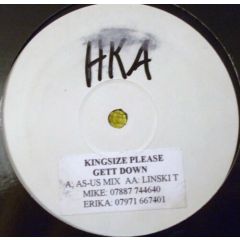 HKA
KINGSIZE PLEASE
GETT DOWN
A; AS-US MIX AA: LINSKI T
MIKE: 07887 744640
ERIKA: 07971 667401